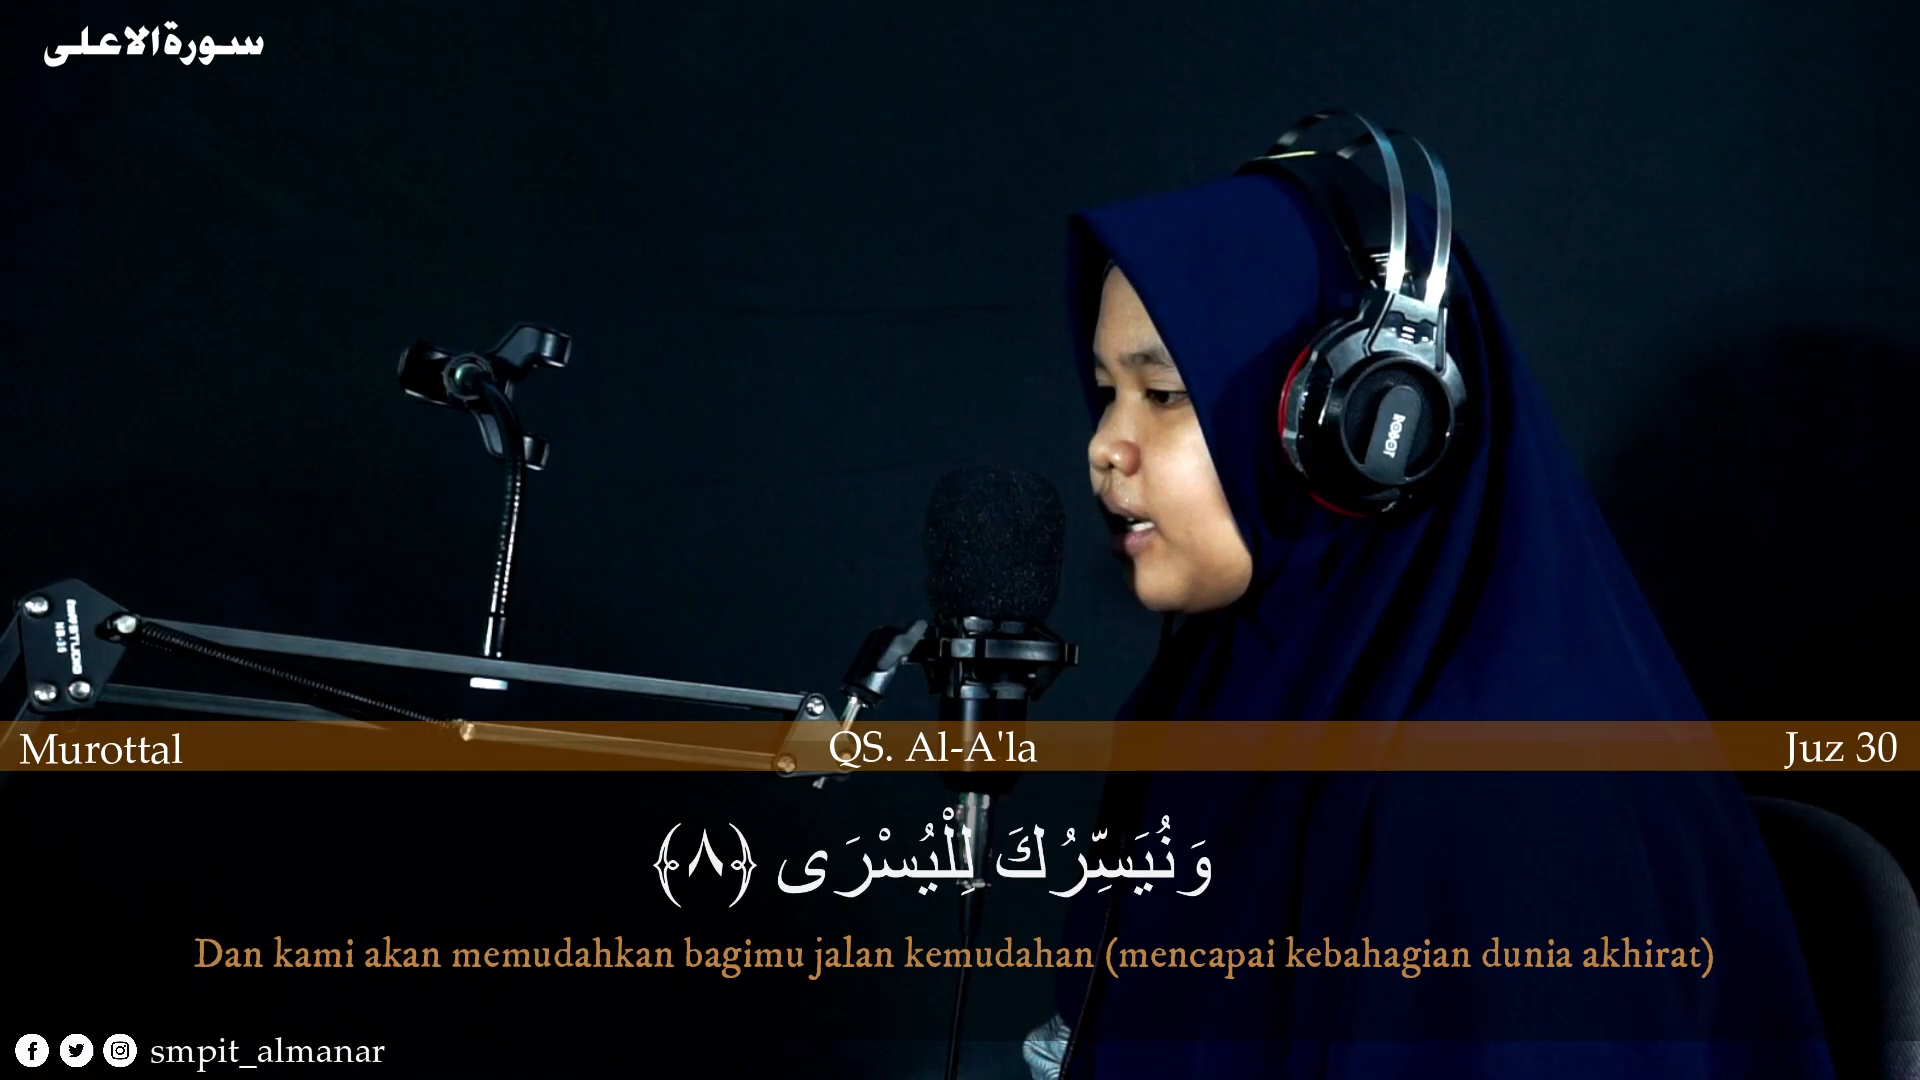 سورة الاعلى
Murottal
QS. Al-A'la
Juz 30
وَنُيَسِّرُكَ لِلْيُسْرَى ﴿٨﴾
Dan kami akan memudahkan bagimu jalan kemudahan (mencapai kebahagian dunia akhirat)
smpit_almanar